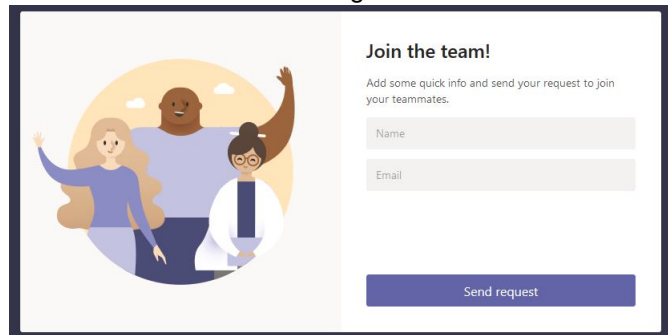 Join the team!
Add some quick info and send your request to join
your teammates.
Name
Email
Send request